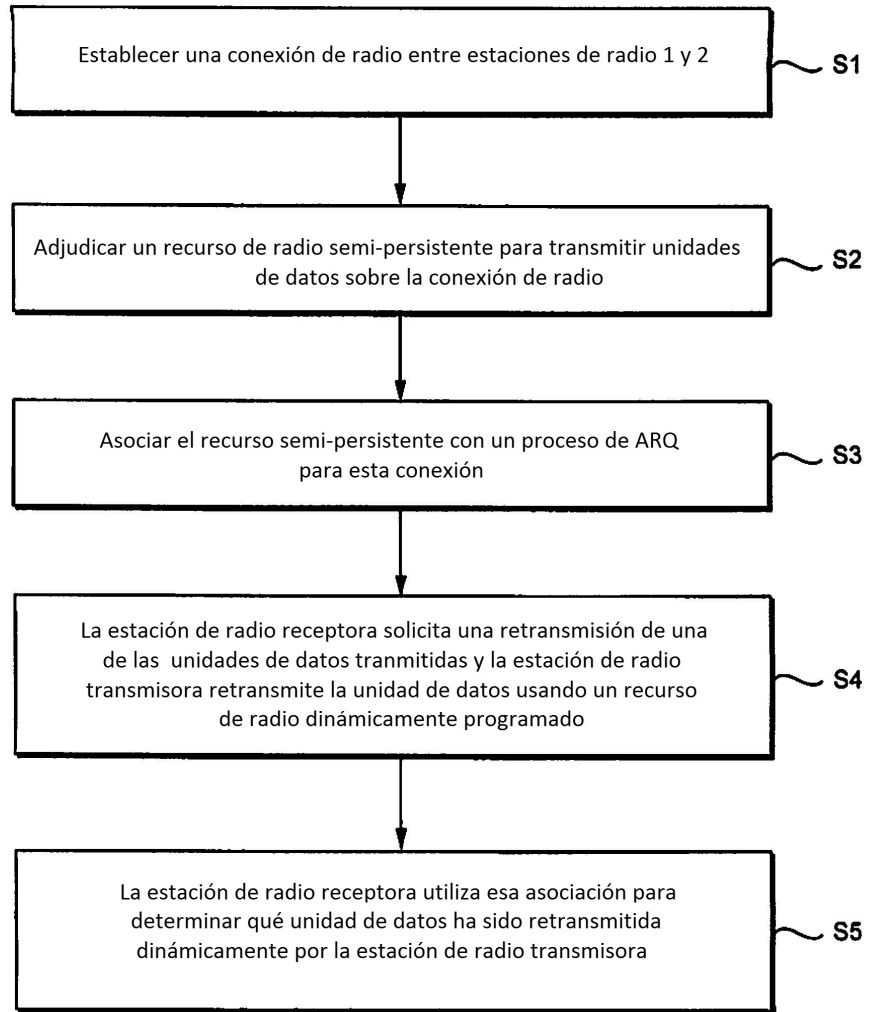 Establecer una conexión de radio entre estaciones de radio 1 y 2
S1
Adjudicar un recurso de radio semi-persistente para transmitir unidades
de datos sobre la conexión de radio
S2
Asociar el recurso semi-persistente con un proceso de ARQ
para esta conexión
S3
La estación de radio receptora solicita una retransmisión de una
de las unidades de datos tranmitidas y la estación de radio
transmisora retransmite la unidad de datos usando un recurso
de radio dinámicamente programado
S4
La estación de radio receptora utiliza esa asociación para
determinar qué unidad de datos ha sido retransmitida
dinámicamente por la estación de radio transmisora
S5